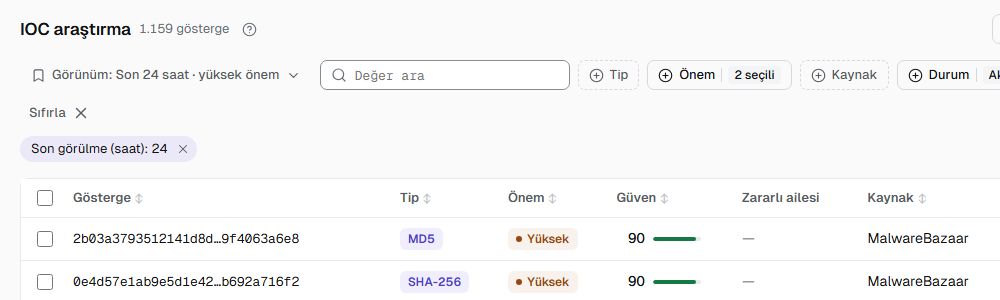 IOC araştırma 1.159 gösterge
Görünüm: Son 24 saat · yüksek önem Değer ara Tip Önem 2 seçili Kaynak Durum
Sıfırla
Son görülme (saat): 24
Gösterge Tip Önem Güven Zararlı ailesi Kaynak
2b03a3793512141d8d…9f4063a6e8 MD5 Yüksek 90 — MalwareBazaar
0e4d57e1ab9e5d1e42…b692a716f2 SHA-256 Yüksek 90 — MalwareBazaar